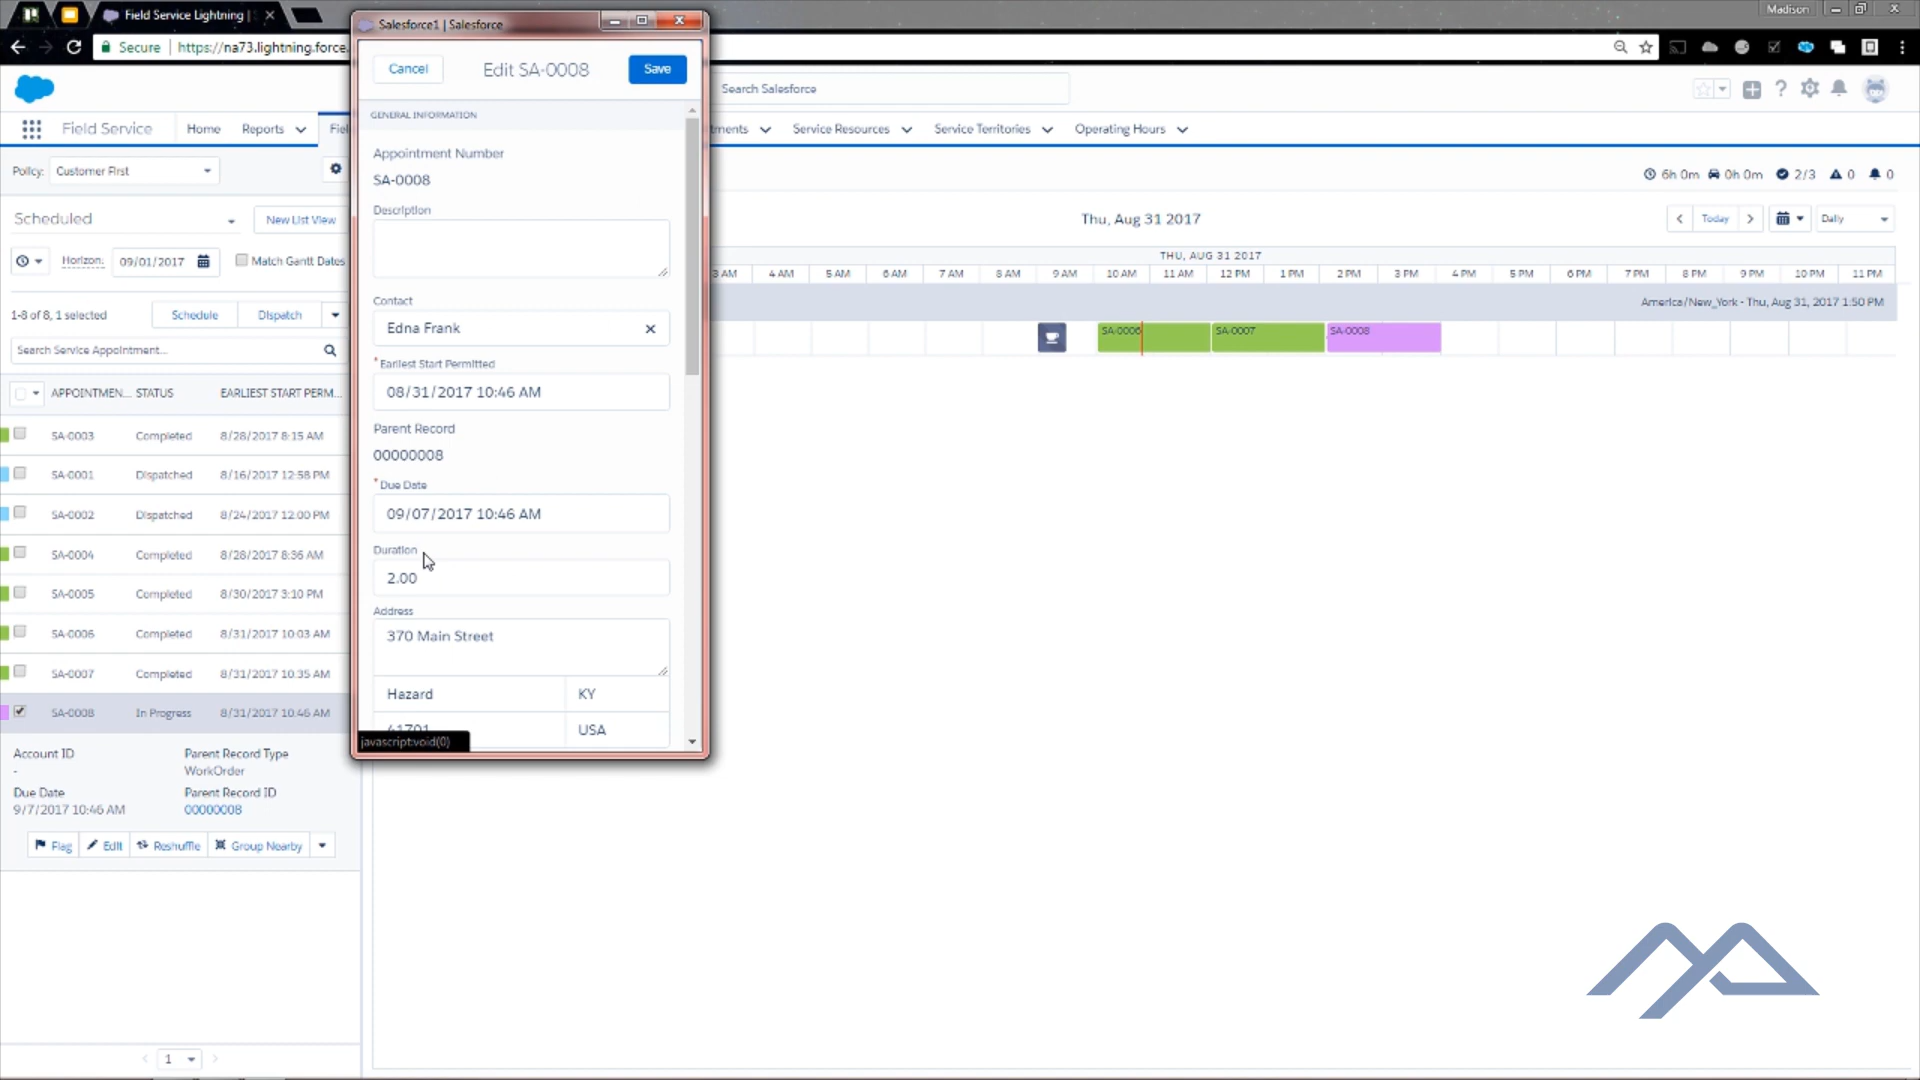 Field Service Lightning |
Madison
Secure | https://na73.lightning.force.
Salesforce1 | Salesforce
Cancel
Edit SA-0008
Save
GENERAL INFORMATION
Appointment Number
SA-0008
Description
Contact
Edna Frank
*Earliest Start Permitted
08/31/2017 10:46 AM
Parent Record
00000008
*Due Date
09/07/2017 10:46 AM
Duration
2.00
Address
370 Main Street
Hazard
KY
41701
USA
javascript:void(0)
Search Salesforce
Field Service
Home
Reports
Fiel
tments
Service Resources
Service Territories
Operating Hours
Policy:
Customer First
6h 0m
0h 0m
2/3
0
0
Scheduled
New List View
Thu, Aug 31 2017
Today
Daily
Horizon:
09/01/2017
Match Gantt Dates
THU, AUG 31 2017
3 AM 4 AM 5 AM 6 AM 7 AM 8 AM 9 AM 10 AM 11 AM 12 PM 1 PM 2 PM 3 PM 4 PM 5 PM 6 PM 7 PM 8 PM 9 PM 10 PM 11 PM
America/New_York - Thu, Aug 31, 2017 1:50 PM
SA-0006
SA-0007
SA-0008
1-8 of 8, 1 selected
Schedule
Dispatch
Search Service Appointment...
APPOINTMEN... STATUS EARLIEST START PERM...
SA-0003 Completed 8/28/2017 8:15 AM
SA-0001 Dispatched 8/16/2017 12:58 PM
SA-0002 Dispatched 8/24/2017 12:00 PM
SA-0004 Completed 8/28/2017 8:36 AM
SA-0005 Completed 8/30/2017 3:10 PM
SA-0006 Completed 8/31/2017 10:03 AM
SA-0007 Completed 8/31/2017 10:35 AM
SA-0008 In Progress 8/31/2017 10:46 AM
Account ID
-
Parent Record Type
WorkOrder
Due Date
9/7/2017 10:46 AM
Parent Record ID
00000008
Flag
Edit
Reshuffle
Group Nearby
1